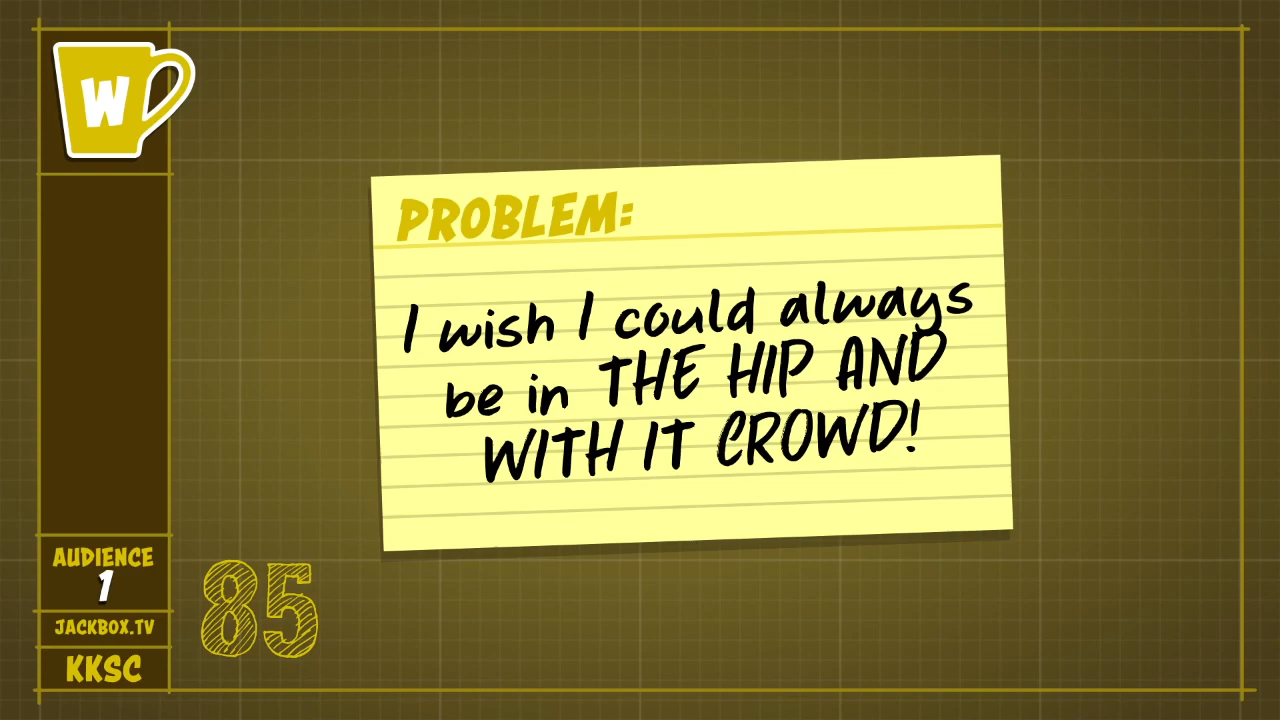 W
PROBLEM:
I wish I could always
be in THE HIP AND
WITH IT CROWD!
AUDIENCE
1
JACKBOX.TV
KKSC
85